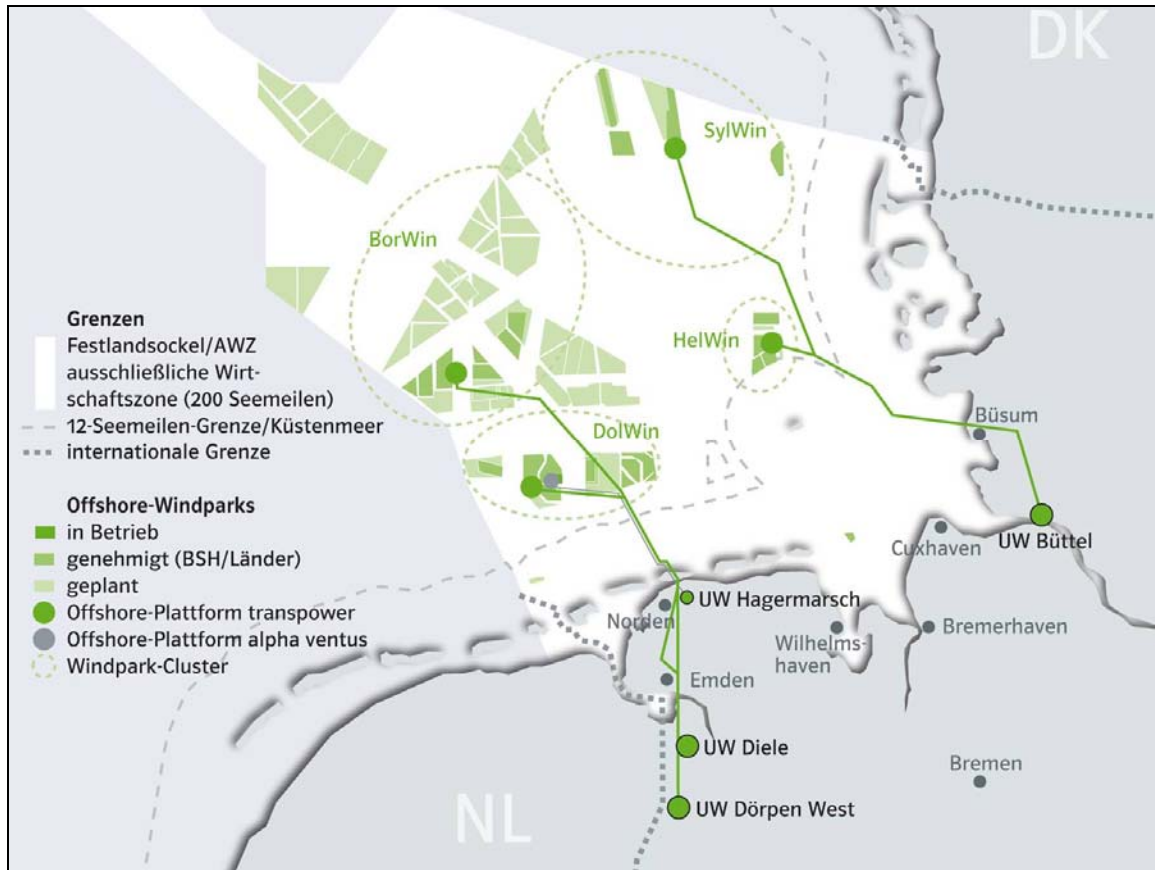 DK
SylWin
BorWin
HelWin
DolWin
Grenzen
Festlandsockel/AWZ
ausschließliche Wirt-
schaftszone (200 Seemeilen)
12-Seemeilen-Grenze/Küstenmeer
internationale Grenze
Offshore-Windparks
in Betrieb
genehmigt (BSH/Länder)
geplant
Offshore-Plattform transpower
Offshore-Plattform alpha ventus
Windpark-Cluster
Büsum
UW Büttel
Cuxhaven
UW Hagermarsch
Norden
Wilhelms-
haven
Bremerhaven
Emden
UW Diele
Bremen
UW Dörpen West
NL